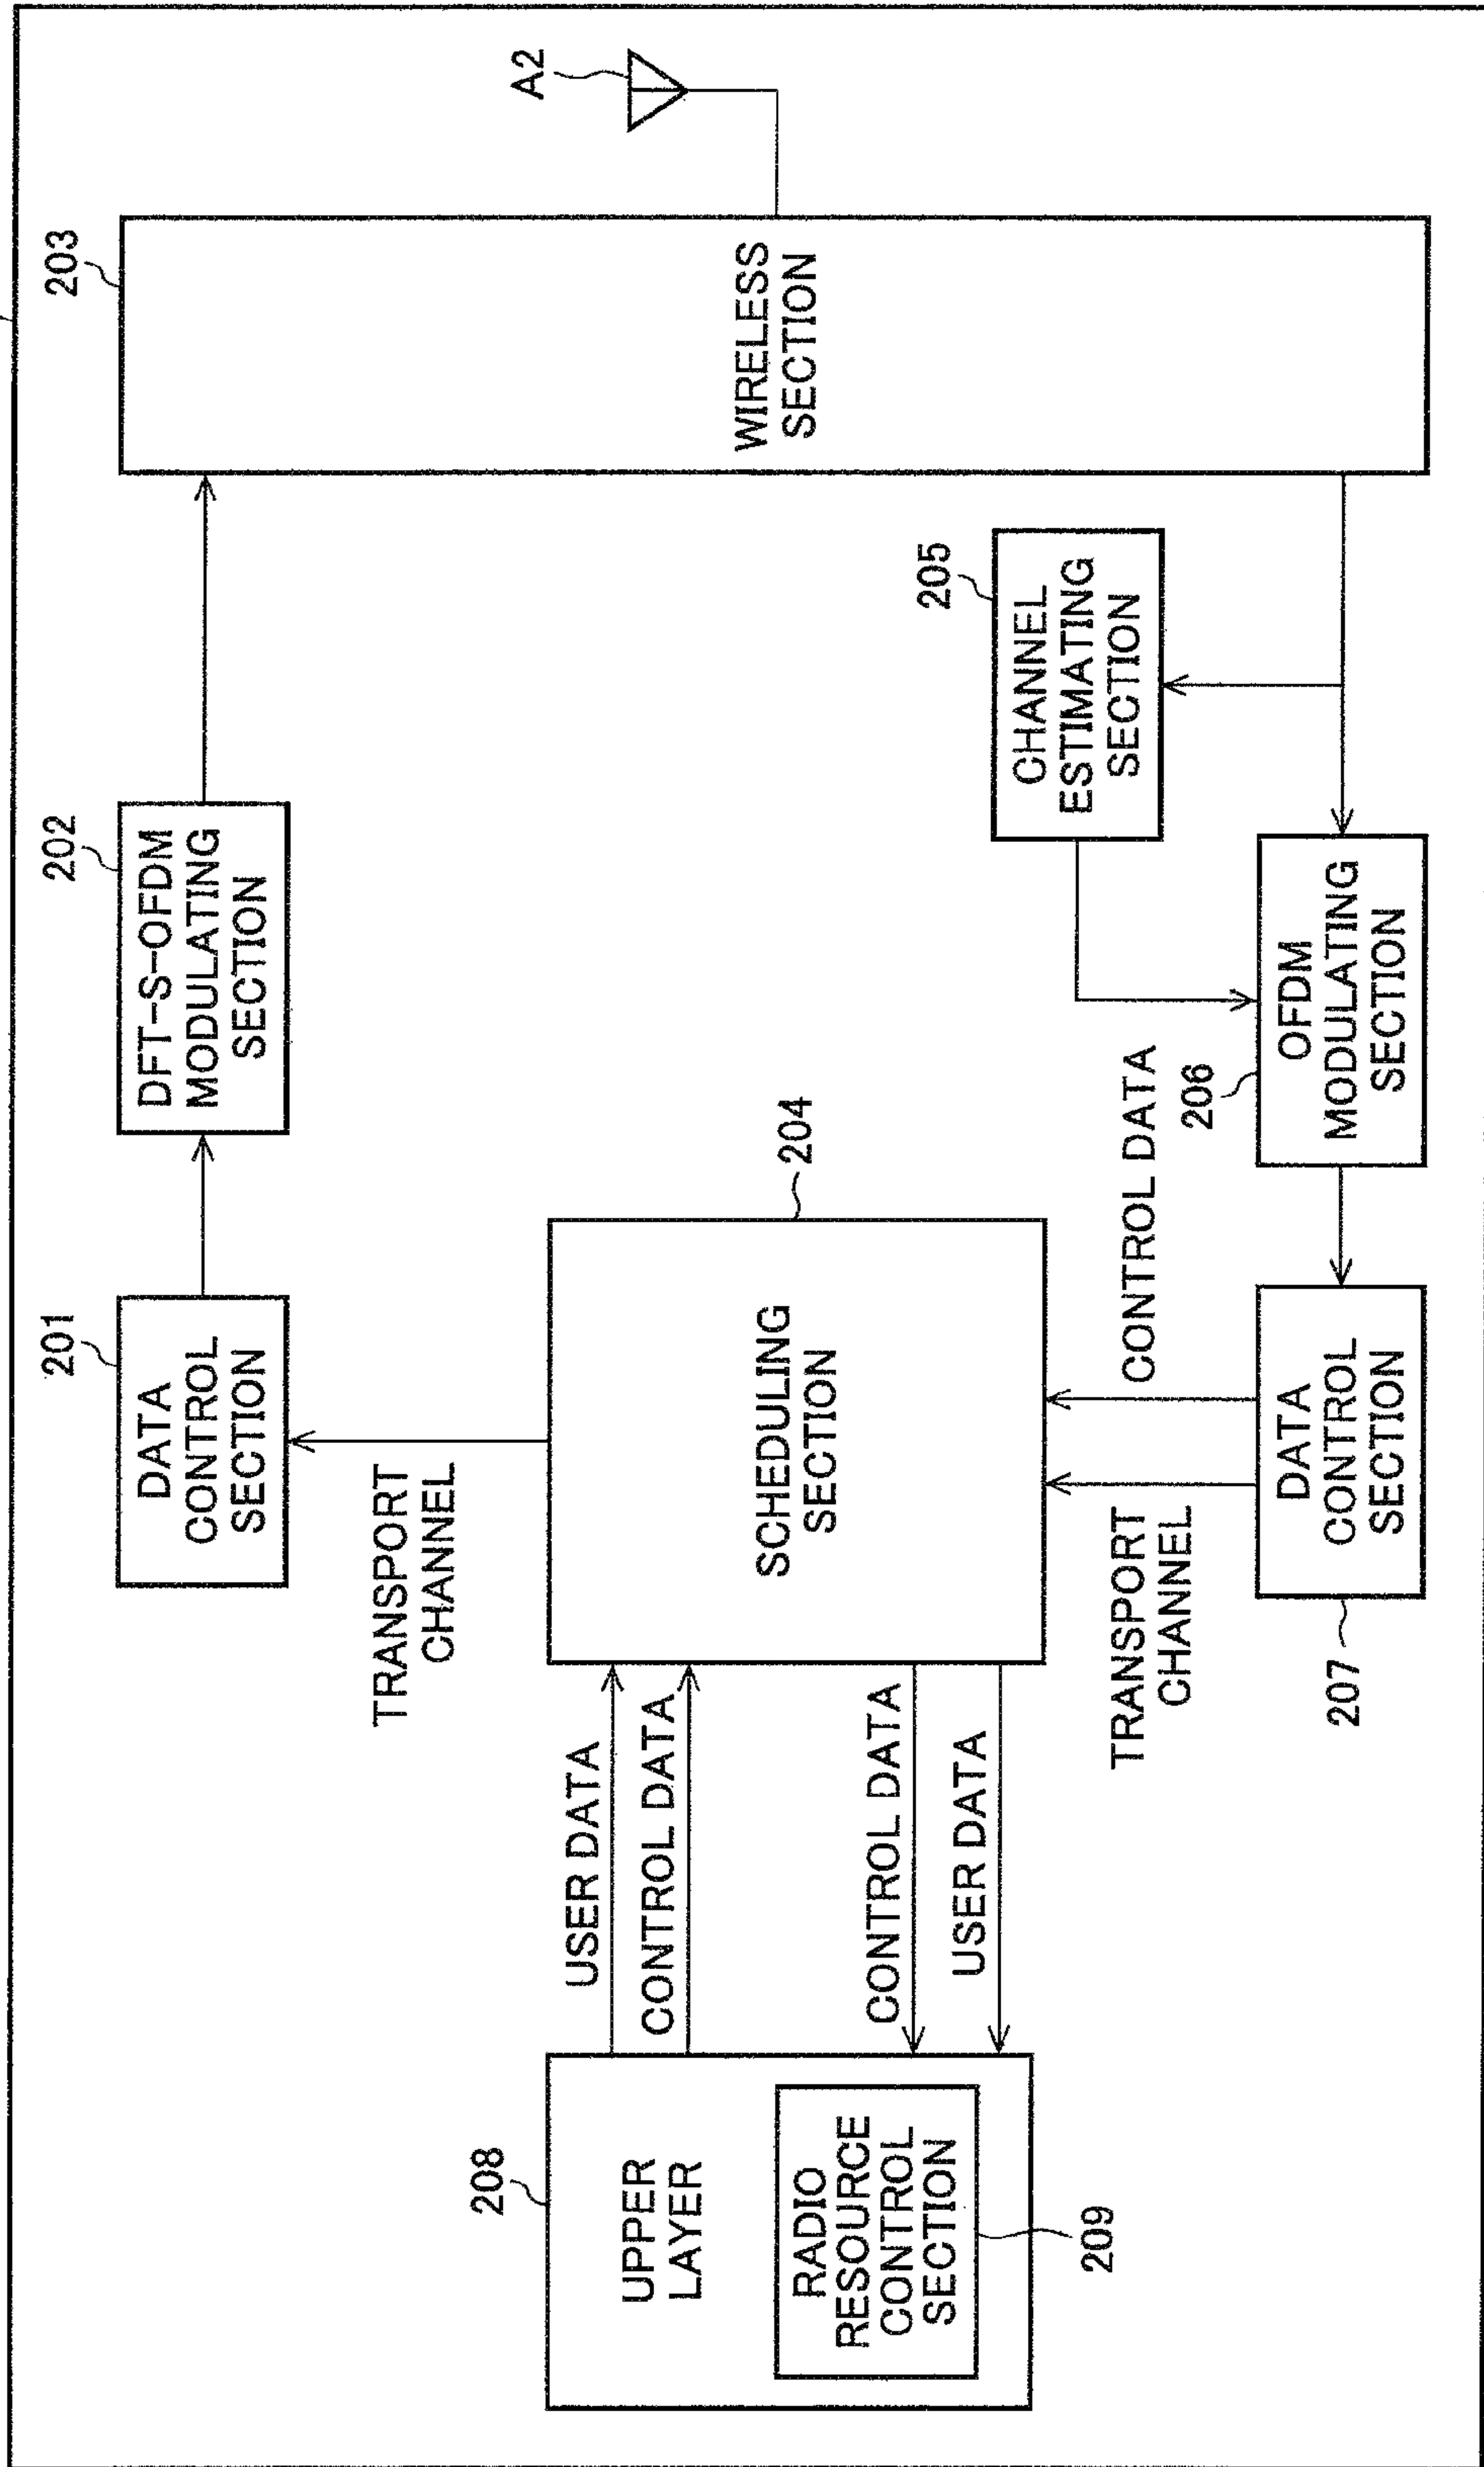 201
DATA
CONTROL
SECTION
202
DFT-S-OFDM
MODULATING
SECTION
203
WIRELESS
SECTION
A2
TRANSPORT
CHANNEL
204
SCHEDULING
SECTION
205
CHANNEL
ESTIMATING
SECTION
208
UPPER
LAYER
RADIO
RESOURCE
CONTROL
SECTION
209
USER DATA
CONTROL DATA
CONTROL DATA
USER DATA
TRANSPORT
CHANNEL
CONTROL DATA
206
OFDM
MODULATING
SECTION
207
DATA
CONTROL
SECTION